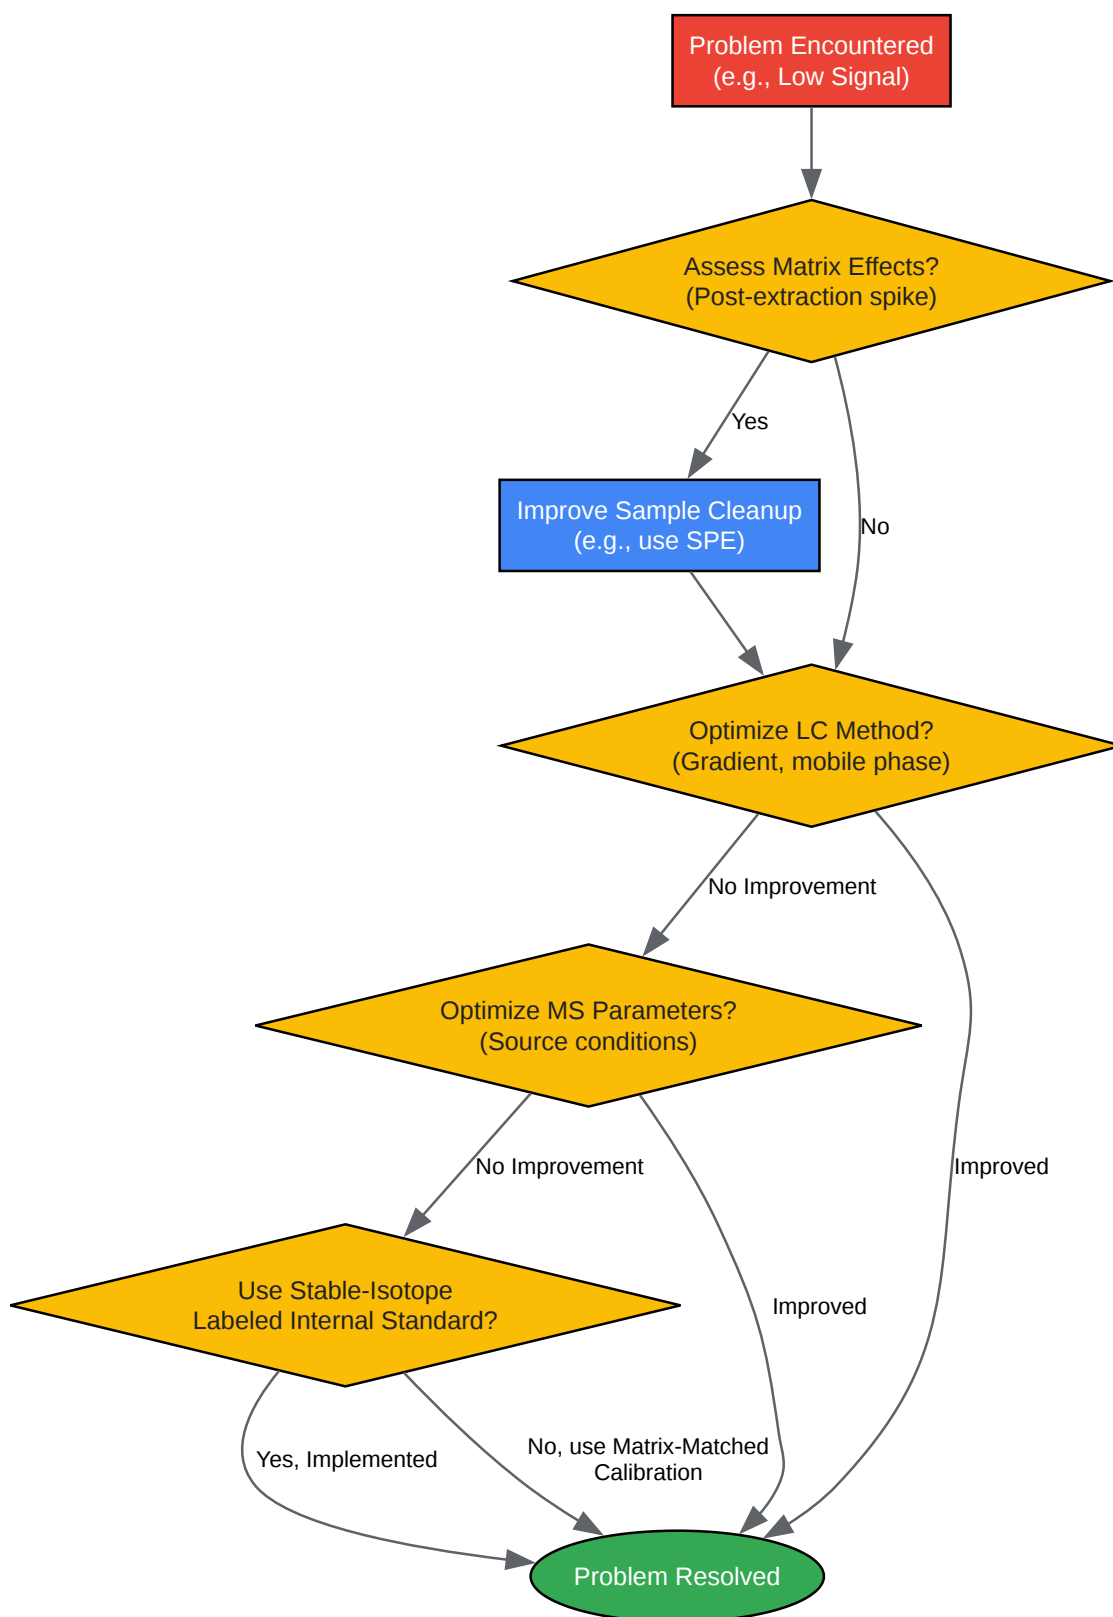 Problem Encountered
(e.g., Low Signal)
Assess Matrix Effects?
(Post-extraction spike)
Yes
Improve Sample Cleanup
(e.g., use SPE)
No
Optimize LC Method?
(Gradient, mobile phase)
No Improvement
Optimize MS Parameters?
(Source conditions)
No Improvement
Improved
Use Stable-Isotope
Labeled Internal Standard?
Improved
Yes, Implemented
No, use Matrix-Matched
Calibration
Problem Resolved